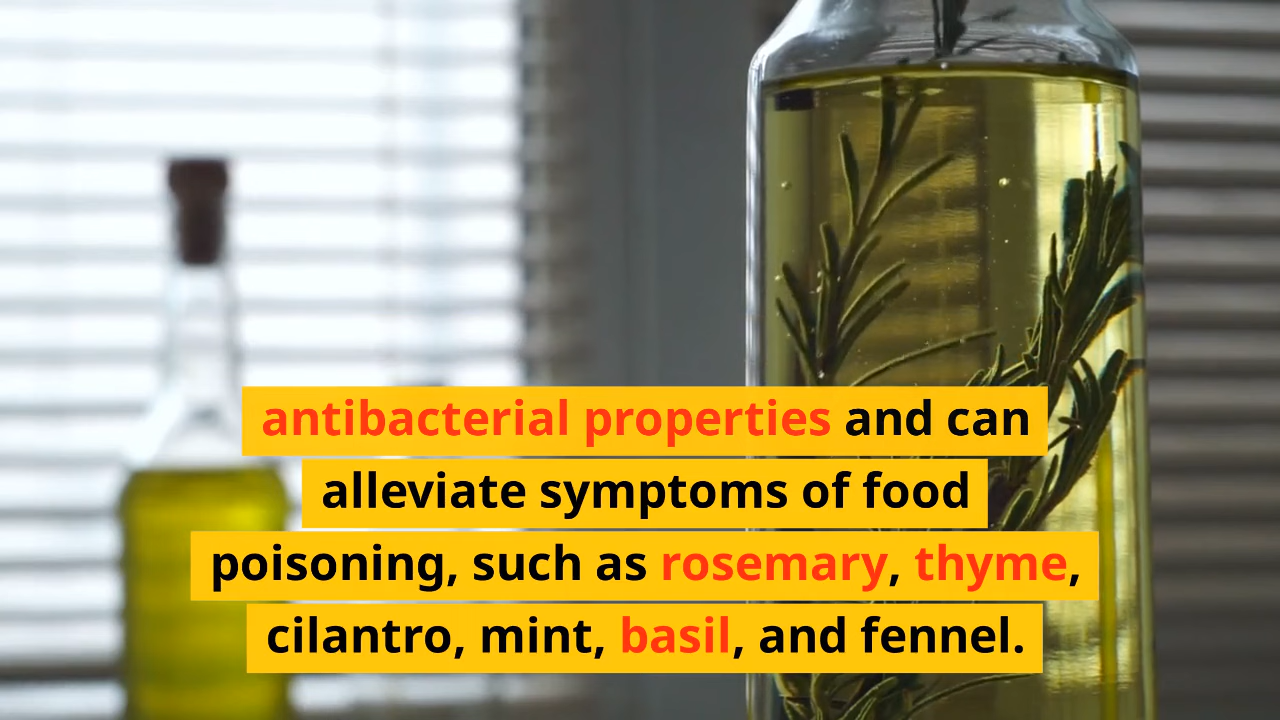 antibacterial properties and can
alleviate symptoms of food
poisoning, such as rosemary, thyme,
cilantro, mint, basil, and fennel.